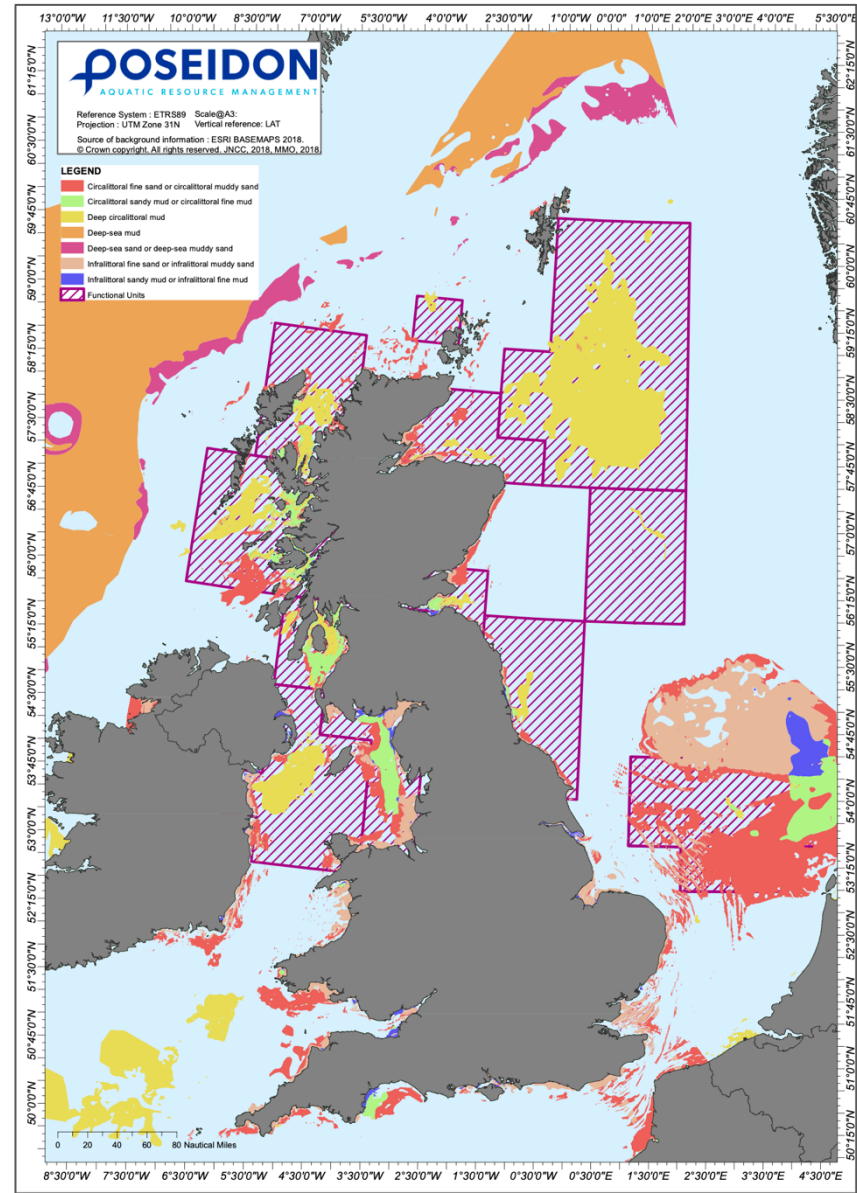 13°0'0"W 11°30'0"W 10°0'0"W 8°30'0"W 7°0'0"W 5°30'0"W 4°0'0"W 2°30'0"W 1°0'0"W 0°0'0" 1°0'0"E 2°0'0"E 3°0'0"E 4°0'0"E 5°30'0"E
POSEIDON
AQUATIC RESOURCE MANAGEMENT
Reference System : ETRS89 Scale@A3:
Projection : UTM Zone 31N Vertical reference: LAT
Source of background information : ESRI BASEMAPS 2018.
© Crown copyright. All rights reserved. JNCC, 2018, MMO, 2018.
LEGEND
Circalittoral fine sand or circalittoral muddy sand
Circalittoral sandy mud or circalittoral fine mud
Deep circalittoral mud
Deep-sea mud
Deep-sea sand or deep-sea muddy sand
Infralittoral fine sand or infralittoral muddy sand
Infralittoral sandy mud or infralittoral fine mud
Functional Units
61°15'0"N
60°30'0"N
59°45'0"N
59°0'0"N
58°15'0"N
57°30'0"N
56°45'0"N
56°0'0"N
55°15'0"N
54°30'0"N
53°45'0"N
53°0'0"N
52°15'0"N
51°30'0"N
50°45'0"N
50°0'0"N
62°15'0"N
61°30'0"N
60°45'0"N
60°0'0"N
59°15'0"N
58°30'0"N
57°45'0"N
57°0'0"N
56°15'0"N
55°30'0"N
54°45'0"N
54°0'0"N
53°15'0"N
52°30'0"N
51°45'0"N
51°0'0"N
50°15'0"N
0 20 40 60 80 Nautical Miles
8°30'0"W 7°30'0"W 6°30'0"W 5°30'0"W 4°30'0"W 3°30'0"W 2°30'0"W 1°30'0"W 0°30'0"W 0°30'0"E 1°30'0"E 2°30'0"E 3°30'0"E 4°30'0"E